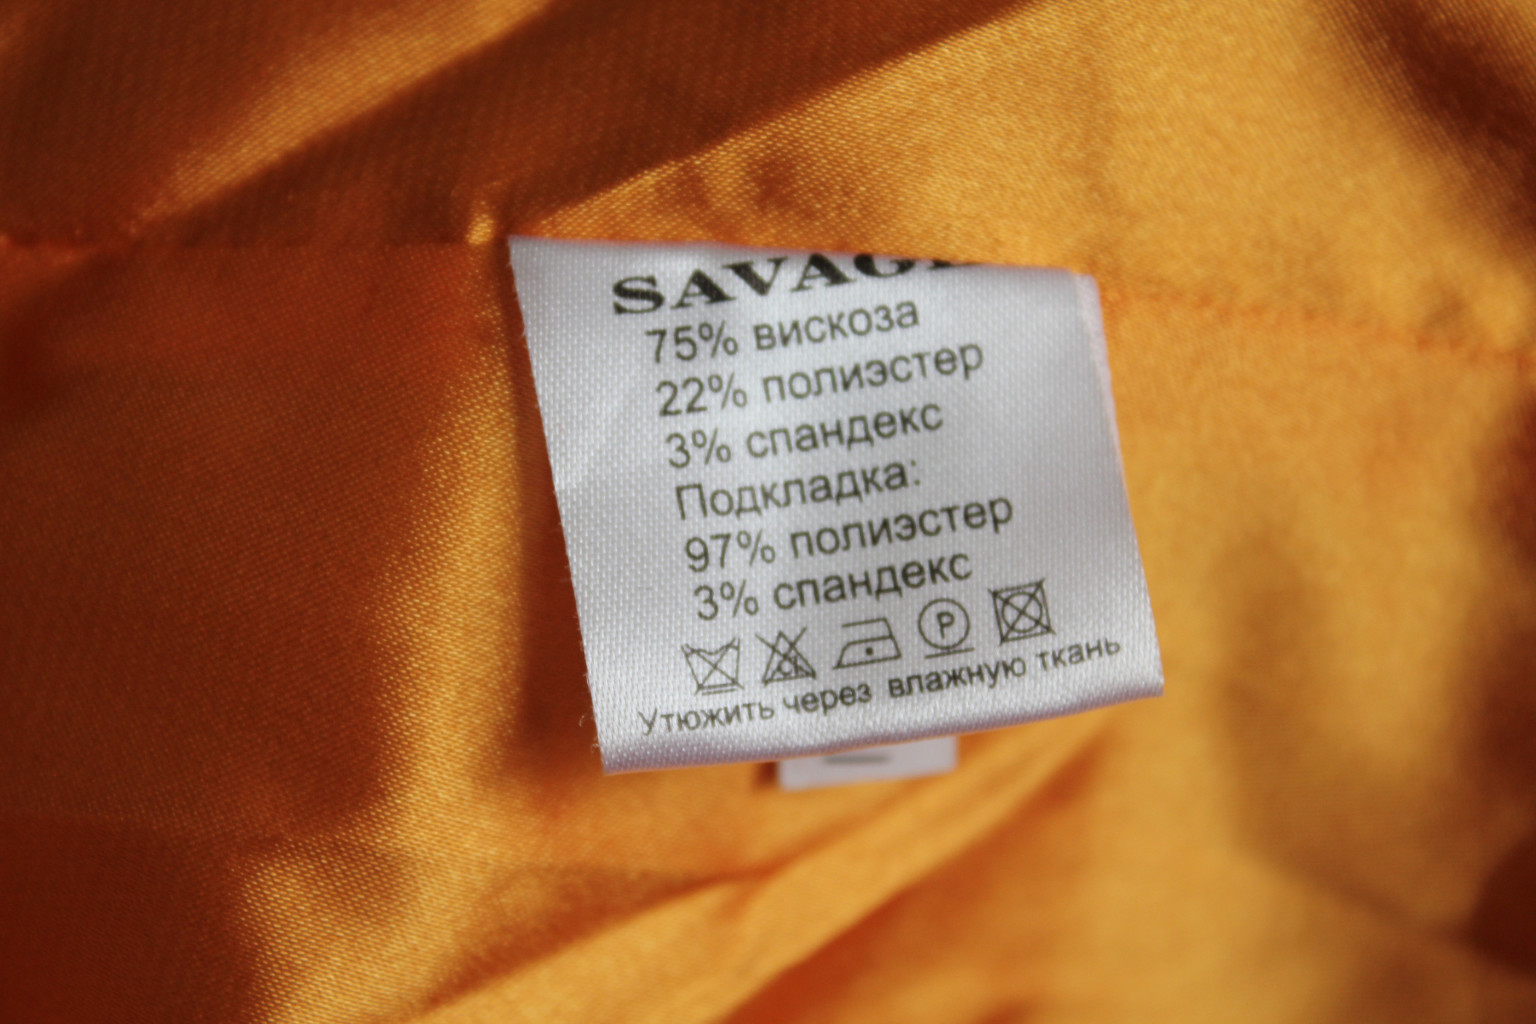 SAVAGE
75% вискоза
22% полиэстер
3% спандекс
Подкладка:
97% полиэстер
3% спандекс
P
Утюжить через влажную ткань